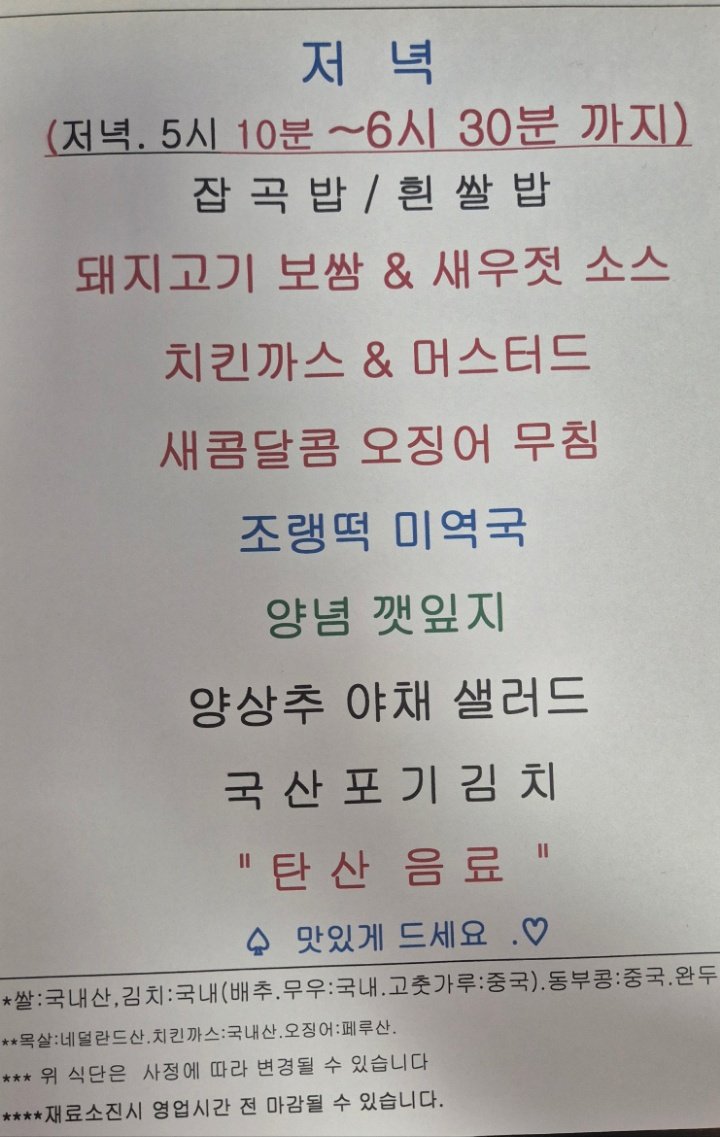 저 녁
(저녁. 5시 10분 ~6시 30분 까지)
잡 곡 밥 / 흰 쌀 밥
돼지고기 보쌈 & 새우젓 소스
치킨까스 & 머스터드
새콤달콤 오징어 무침
조랭떡 미역국
양념 깻잎지
양상추 야채 샐러드
국 산 포 기 김 치
" 탄 산 음 료 "
♤ 맛있게 드세요 .♡
*쌀:국내산,김치:국내(배추.무우:국내.고춧가루:중국).동부콩:중국.완두
**목살:네덜란드산.치킨까스:국내산.오징어:페루산.
*** 위 식단은 사정에 따라 변경될 수 있습니다
****재료소진시 영업시간 전 마감될 수 있습니다.